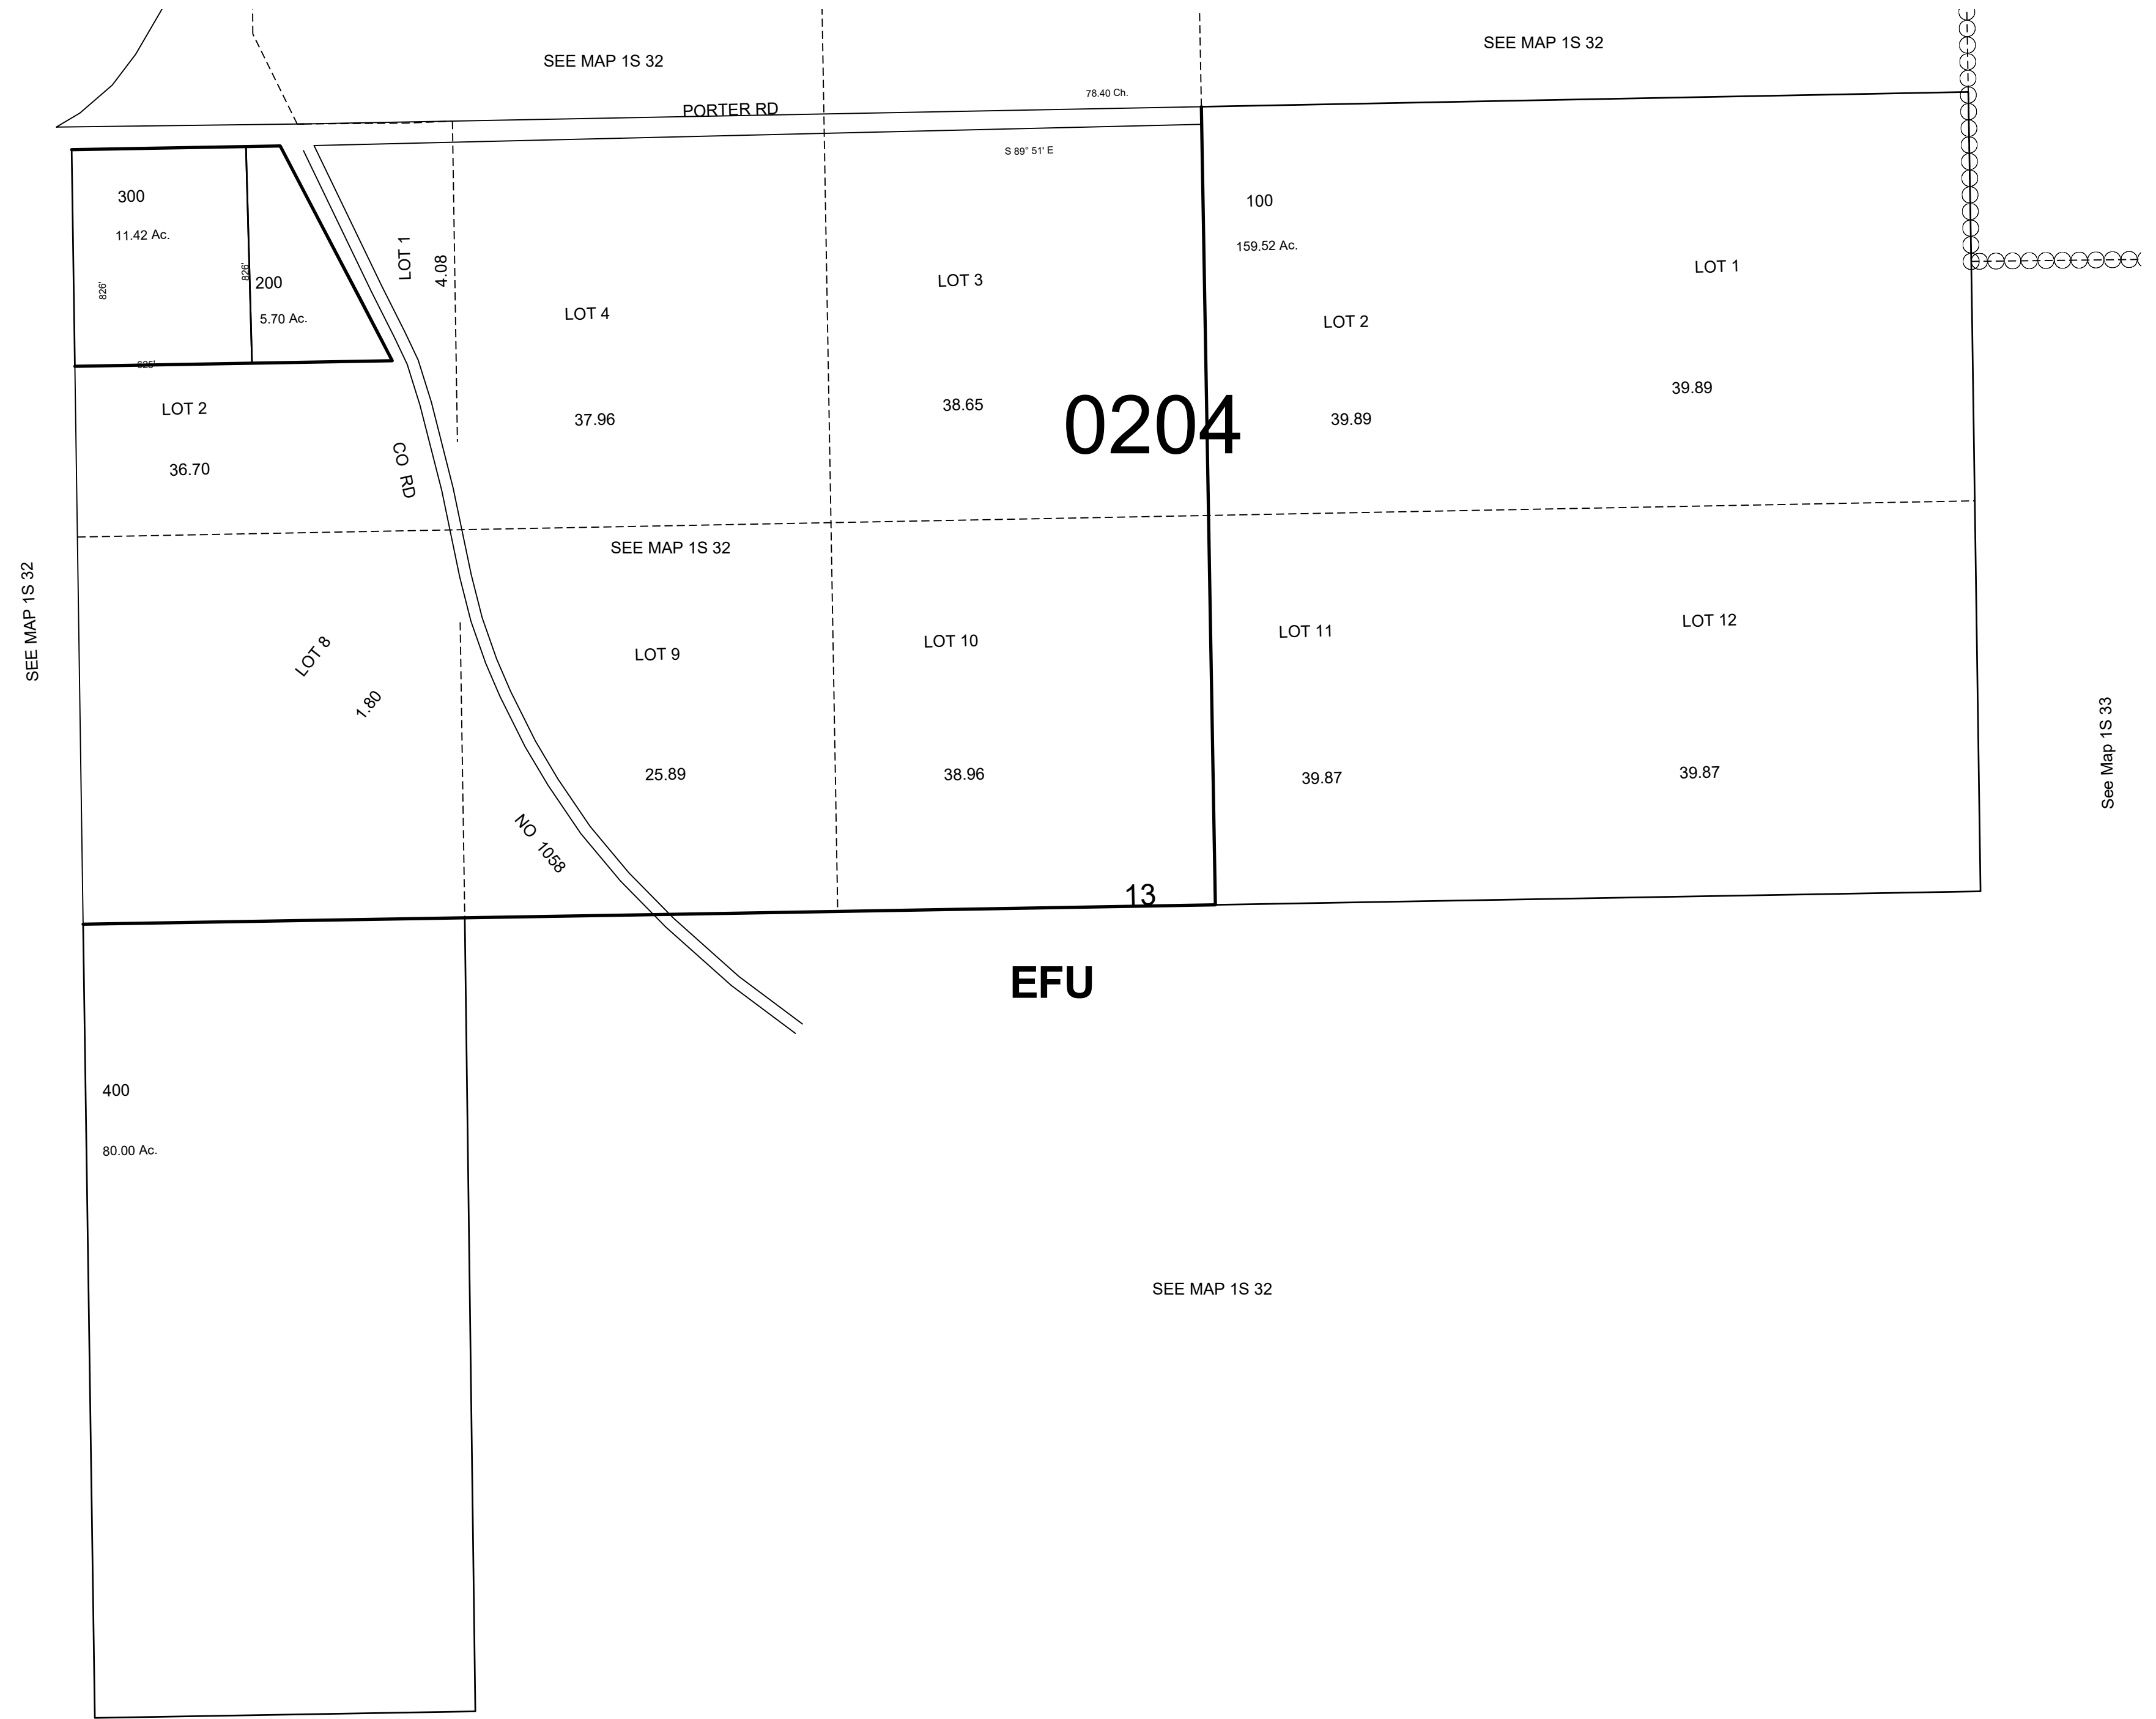 SEE MAP 1S 32
SEE MAP 1S 32
78.40 Ch.
PORTER RD
S 89° 51' E
300
11.42 Ac.
826'
826'
200
5.70 Ac.
625'
LOT 1
4.08
LOT 4
37.96
LOT 3
38.65
100
159.52 Ac.
LOT 2
39.89
LOT 1
39.89
0204
LOT 2
36.70
CO RD
SEE MAP 1S 32
SEE MAP 1S 32
LOT 8
1.80
LOT 9
25.89
LOT 10
38.96
LOT 11
39.87
LOT 12
39.87
See Map 1S 33
NO 1058
13
EFU
400
80.00 Ac.
SEE MAP 1S 32